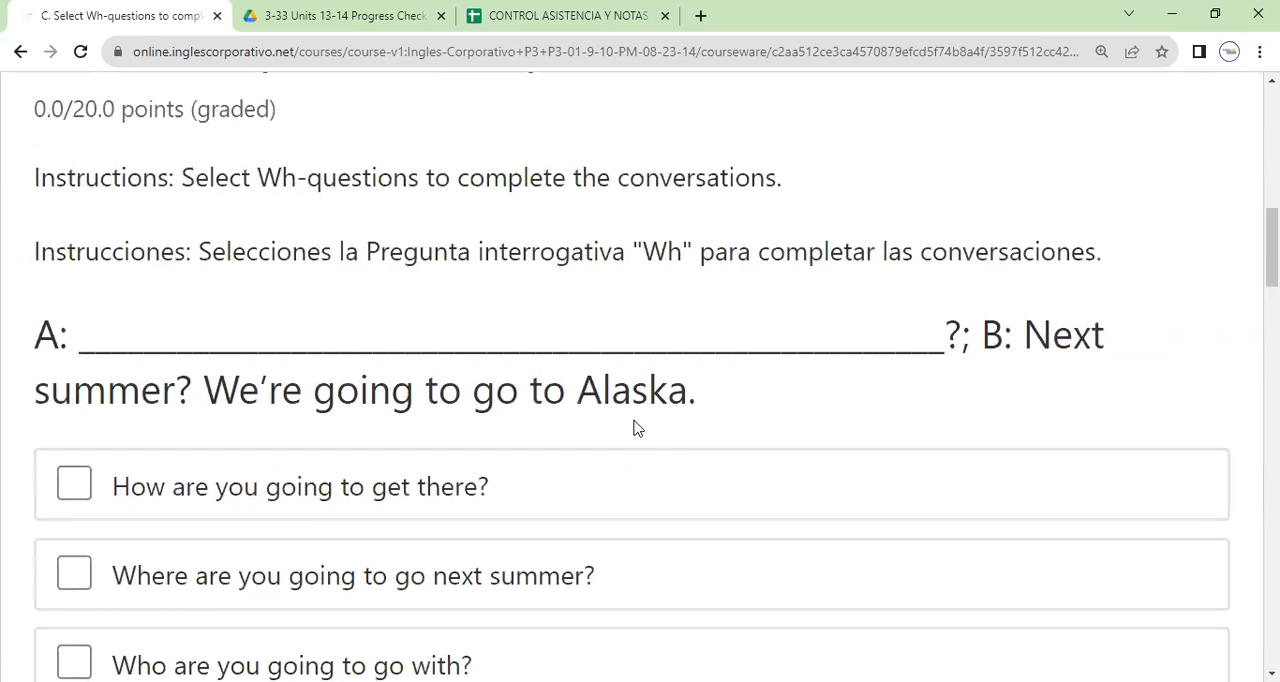 C. Select Wh-questions to compl
3-33 Units 13-14 Progress Check
CONTROL ASISTENCIA Y NOTAS
online.inglescorporativo.net/courses/course-v1:Ingles-Corporativo+P3+P3-01-9-10-PM-08-23-14/courseware/c2aa512ce3ca4570879efcd5f74b8a4f/3597f512cc42...
0.0/20.0 points (graded)
Instructions: Select Wh-questions to complete the conversations.
Instrucciones: Selecciones la Pregunta interrogativa "Wh" para completar las conversaciones.
A: ________________________________________?; B: Next
summer? We’re going to go to Alaska.
How are you going to get there?
Where are you going to go next summer?
Who are you going to go with?